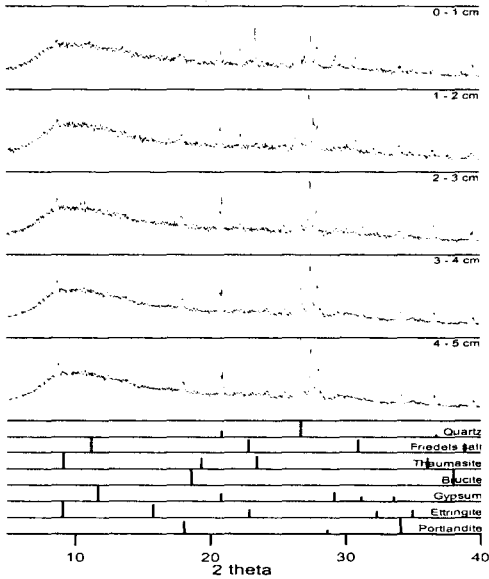 0 - 1 cm
1 - 2 cm
2 - 3 cm
3 - 4 cm
4 - 5 cm
Quartz
Friedels salt
Thaumasite
Brucite
Gypsum
Ettringite
Portlandite
10 20 30 40
2 theta